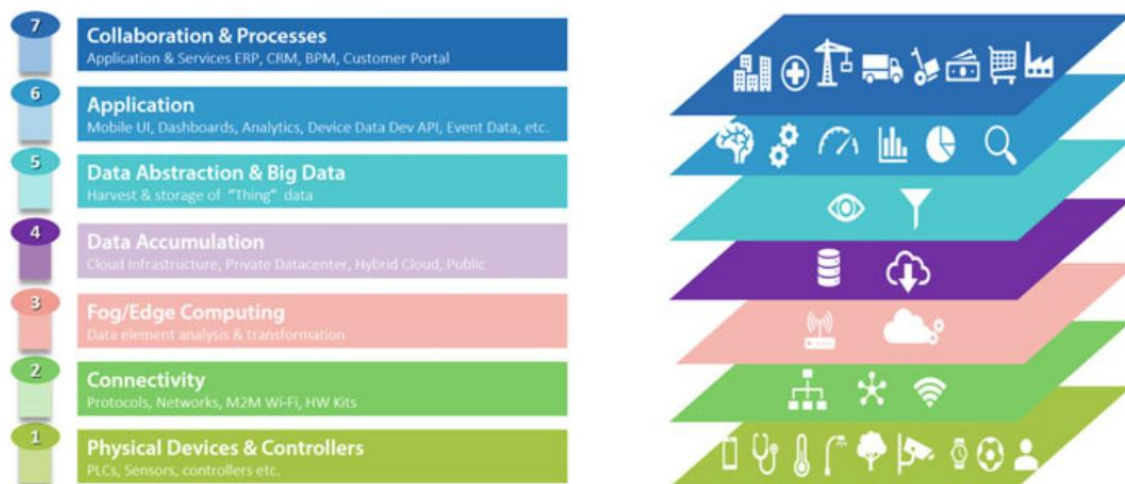 7
Collaboration & Processes
Application & Services ERP, CRM, BPM, Customer Portal
6
Application
Mobile UI, Dashboards, Analytics, Device Data Dev API, Event Data, etc.
5
Data Abstraction & Big Data
Harvest & storage of "Thing" data
4
Data Accumulation
Cloud Infrastructure, Private Datacenter, Hybrid Cloud, Public
3
Fog/Edge Computing
Data element analysis & transformation
2
Connectivity
Protocols, Networks, M2M Wi-Fi, HW Kits
1
Physical Devices & Controllers
PLCs, Sensors, controllers etc.